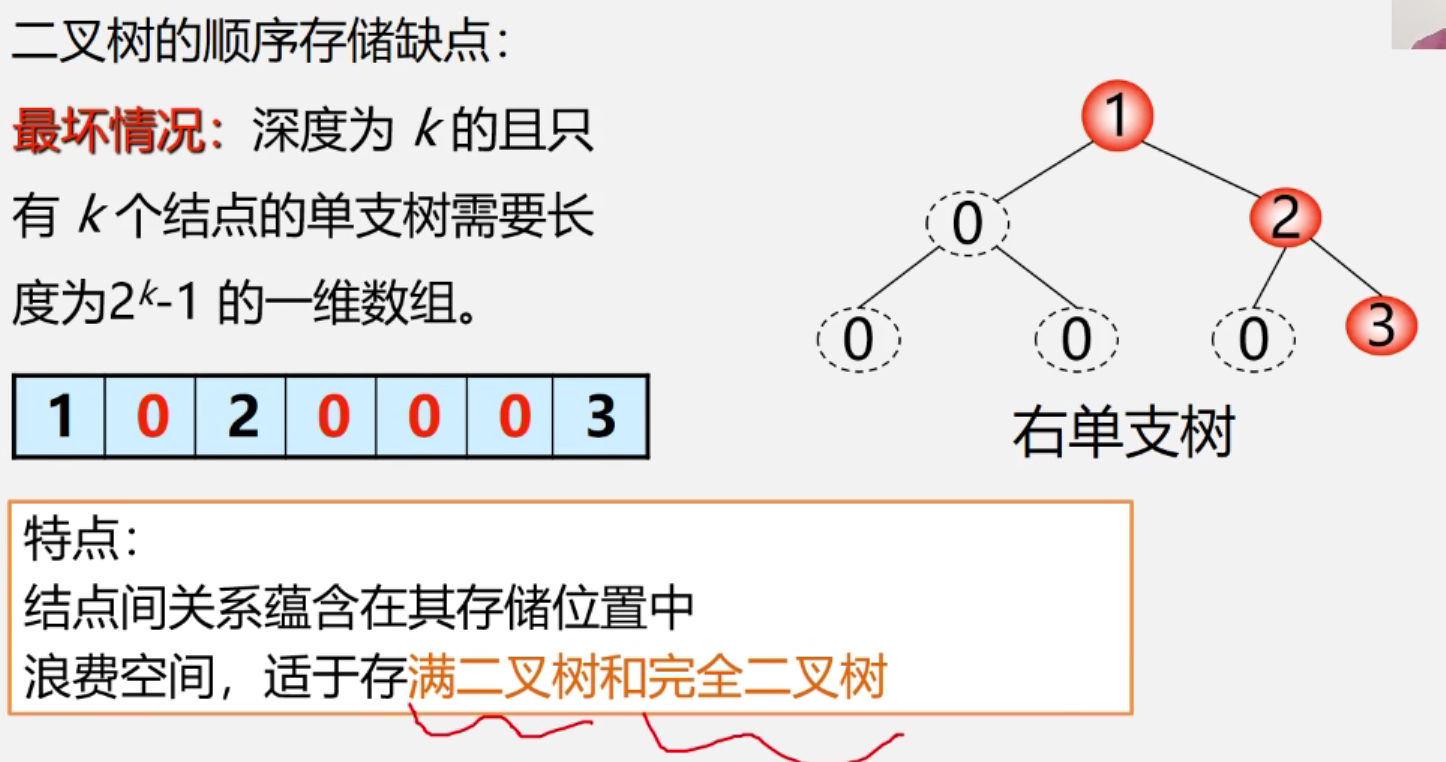 二叉树的顺序存储缺点：
最坏情况：深度为 k 的且只
有 k 个结点的单支树需要长
度为2ᵏ-1 的一维数组。
1 0 2 0 0 0 3
1
0 2
0 0 0 3
右单支树
特点：
结点间关系蕴含在其存储位置中
浪费空间，适于存满二叉树和完全二叉树